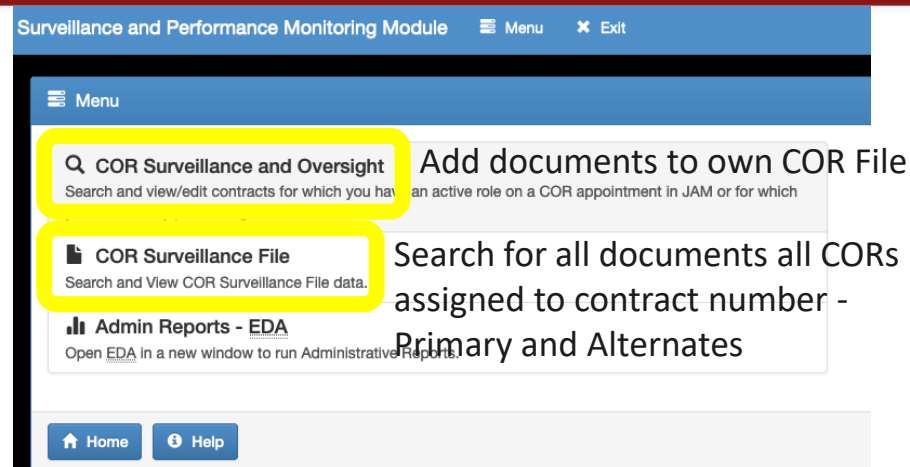 Surveillance and Performance Monitoring Module Menu Exit
Menu
COR Surveillance and Oversight
Add documents to own COR File
Search and view/edit contracts for which you have an active role on a COR appointment in JAM or for which
COR Surveillance File
Search and View COR Surveillance File data.
Search for all documents all CORs
assigned to contract number -
Primary and Alternates
Admin Reports - EDA
Open EDA in a new window to run Administrative Reports.
Home Help